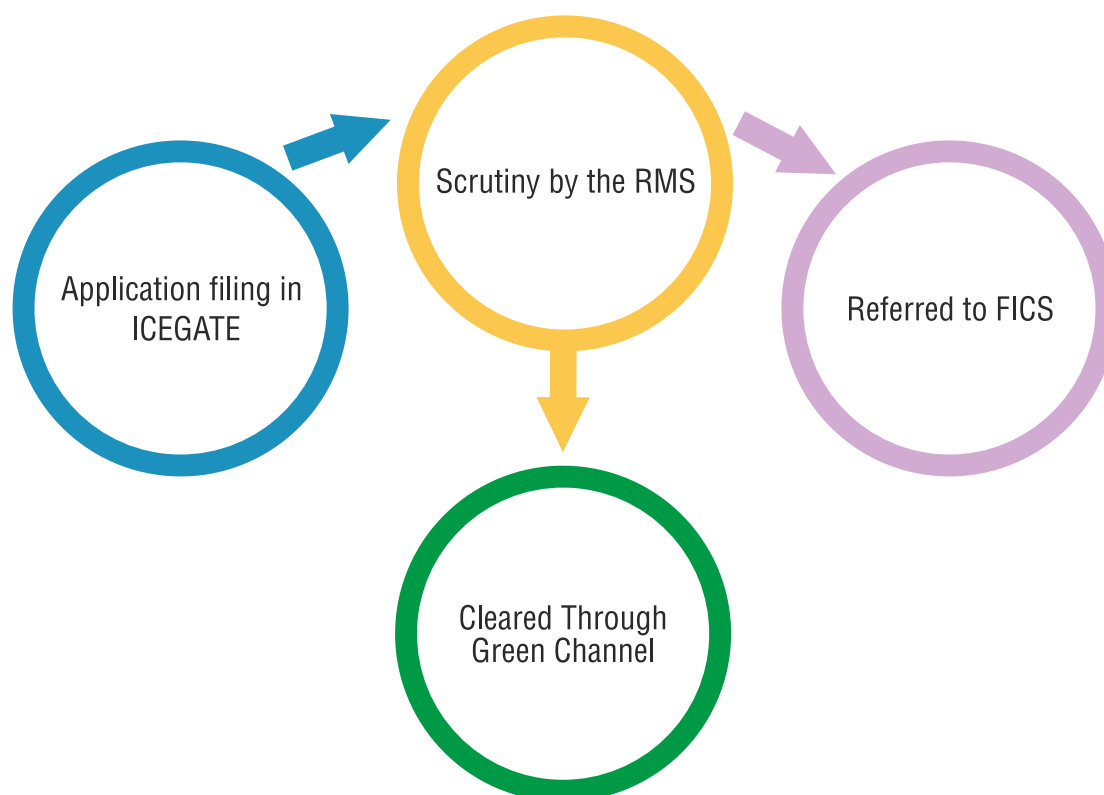 Application filing in
ICEGATE
Scrutiny by the RMS
Referred to FICS
Cleared Through
Green Channel